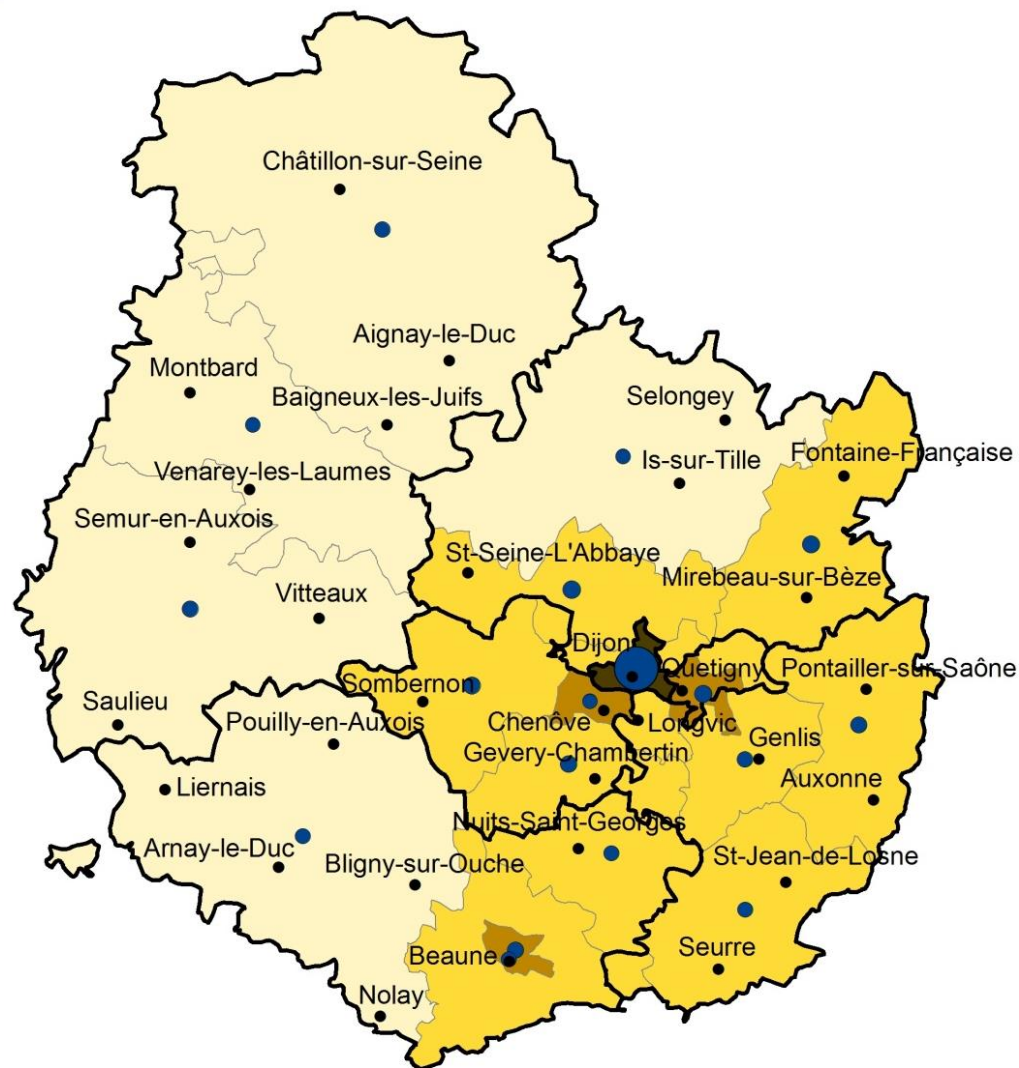 Châtillon-sur-Seine
Aignay-le-Duc
Montbard
Baigneux-les-Juifs
Selongey
Is-sur-Tille
Fontaine-Française
Venarey-les-Laumes
Semur-en-Auxois
St-Seine-L'Abbaye
Mirebeau-sur-Bèze
Vitteaux
Dijon
Quetigny
Pontailler-sur-Saône
Sombernon
Saulieu
Pouilly-en-Auxois
Chenôve
Longvic
Genlis
Gevery-Chambertin
Auxonne
Liernais
Nuits-Saint-Georges
Arnay-le-Duc
Bligny-sur-Ouche
St-Jean-de-Losne
Beaune
Seurre
Nolay